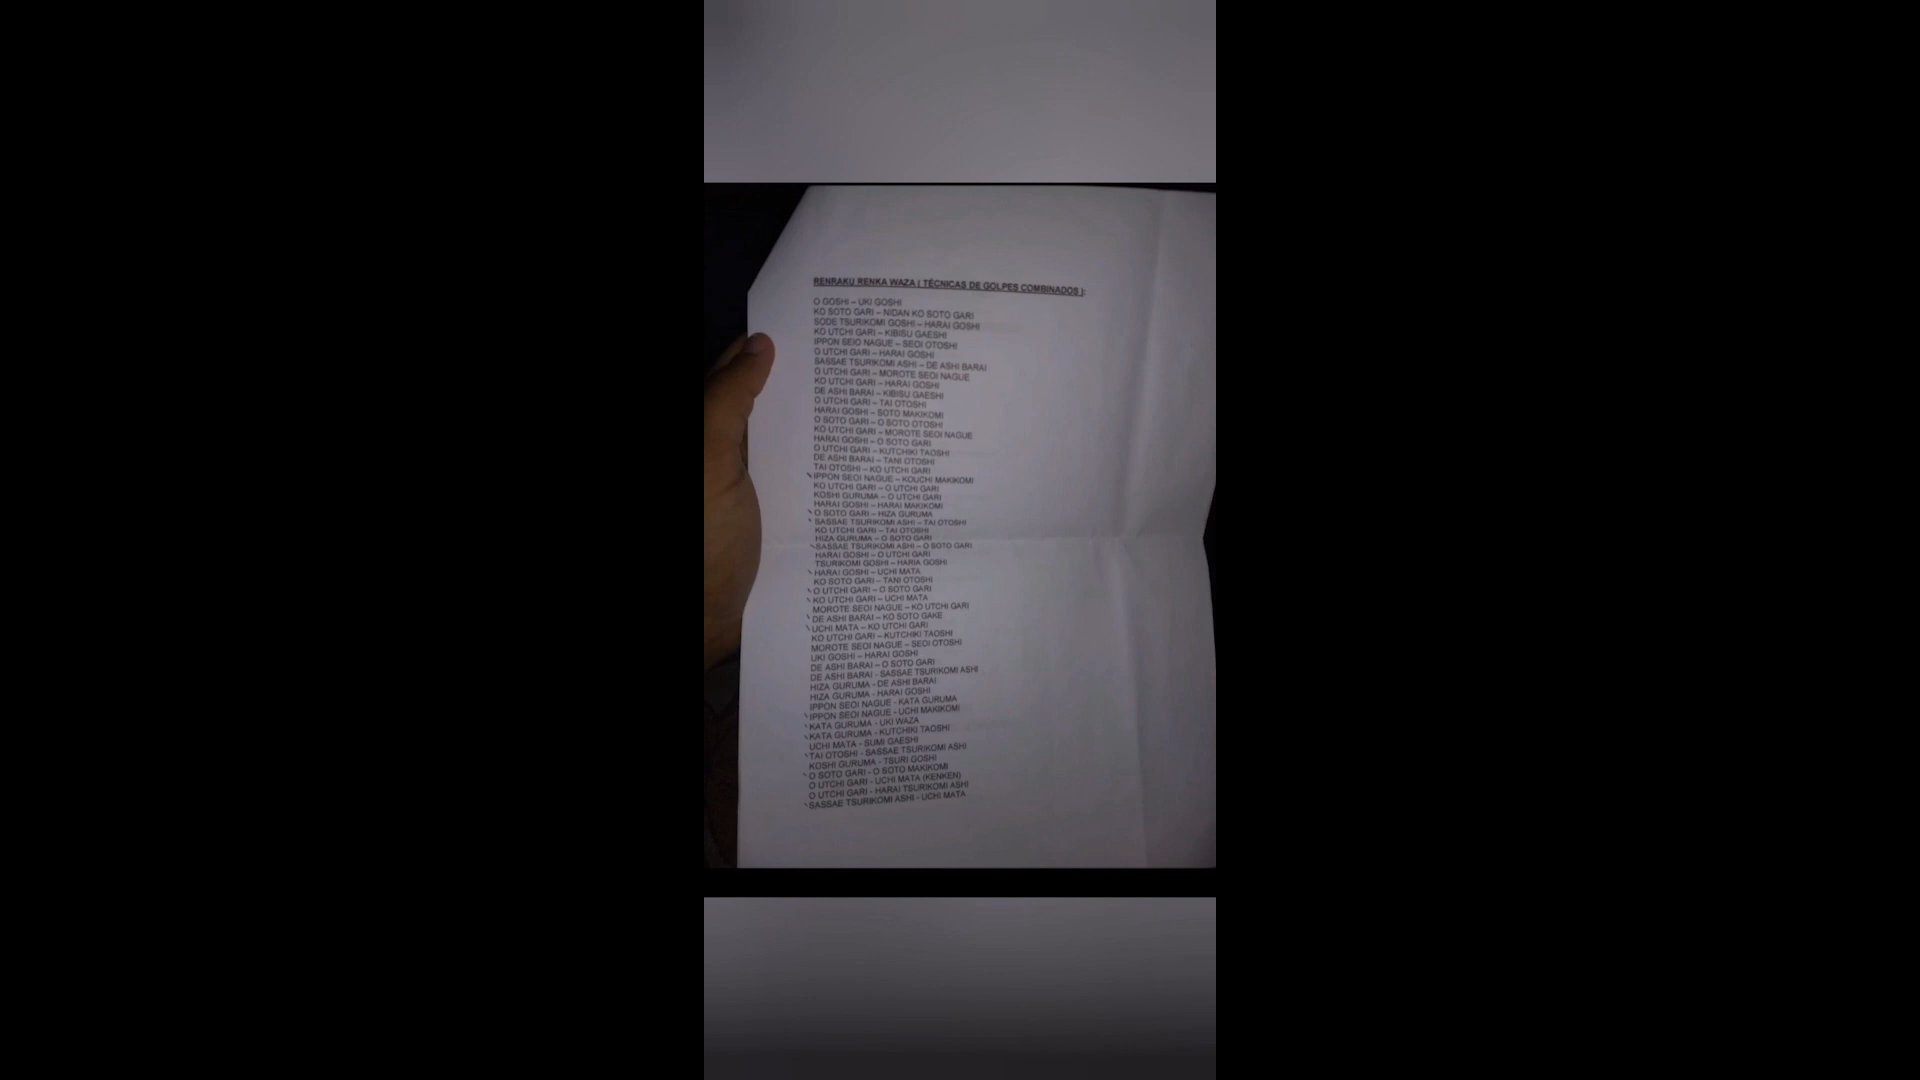 RENRAKU RENKA WAZA ( TÉCNICAS DE GOLPES COMBINADOS ):
O GOSHI – UKI GOSHI
KO SOTO GARI – NIDAN KO SOTO GARI
SODE TSURIKOMI GOSHI – HARAI GOSHI
KO UTCHI GARI – KIBISU GAESHI
IPPON SEIO NAGUE – SEOI OTOSHI
O UTCHI GARI – HARAI GOSHI
SASSAE TSURIKOMI ASHI – DE ASHI BARAI
O UTCHI GARI – MOROTE SEOI NAGUE
KO UTCHI GARI – HARAI GOSHI
DE ASHI BARAI – KIBISU GAESHI
O UTCHI GARI – TAI OTOSHI
HARAI GOSHI – SOTO MAKIKOMI
O SOTO GARI – O SOTO OTOSHI
KO UTCHI GARI – MOROTE SEOI NAGUE
HARAI GOSHI – O SOTO GARI
O UTCHI GARI – KUTCHIKI TAOSHI
DE ASHI BARAI – TANI OTOSHI
TAI OTOSHI – KO UTCHI GARI
IPPON SEOI NAGUE – KOUCHI MAKIKOMI
KO UTCHI GARI – O UTCHI GARI
KOSHI GURUMA – O UTCHI GARI
HARAI GOSHI – HARAI MAKIKOMI
O SOTO GARI – HIZA GURUMA
SASSAE TSURIKOMI ASHI – TAI OTOSHI
KO UTCHI GARI – TAI OTOSHI
HIZA GURUMA – O SOTO GARI
SASSAE TSURIKOMI ASHI – O SOTO GARI
HARAI GOSHI – O UTCHI GARI
TSURIKOMI GOSHI – HARIA GOSHI
HARAI GOSHI – UCHI MATA
KO SOTO GARI – TANI OTOSHI
O UTCHI GARI – O SOTO GARI
KO UTCHI GARI – UCHI MATA
MOROTE SEOI NAGUE – KO UTCHI GARI
DE ASHI BARAI – KO SOTO GAKE
UCHI MATA – KO UTCHI GARI
KO UTCHI GARI – KUTCHIKI TAOSHI
MOROTE SEOI NAGUE – SEOI OTOSHI
UKI GOSHI – HARAI GOSHI
DE ASHI BARAI – O SOTO GARI
DE ASHI BARAI - SASSAE TSURIKOMI ASHI
HIZA GURUMA - DE ASHI BARAI
HIZA GURUMA - HARAI GOSHI
IPPON SEOI NAGUE - KATA GURUMA
IPPON SEOI NAGUE - UCHI MAKIKOMI
KATA GURUMA - UKI WAZA
KATA GURUMA - KUTCHIKI TAOSHI
UCHI MATA - SUMI GAESHI
TAI OTOSHI - SASSAE TSURIKOMI ASHI
KOSHI GURUMA - TSURI GOSHI
O SOTO GARI - O SOTO MAKIKOMI
O UTCHI GARI - UCHI MATA (KENKEN)
O UTCHI GARI - HARAI TSURIKOMI ASHI
SASSAE TSURIKOMI ASHI - UCHI MATA